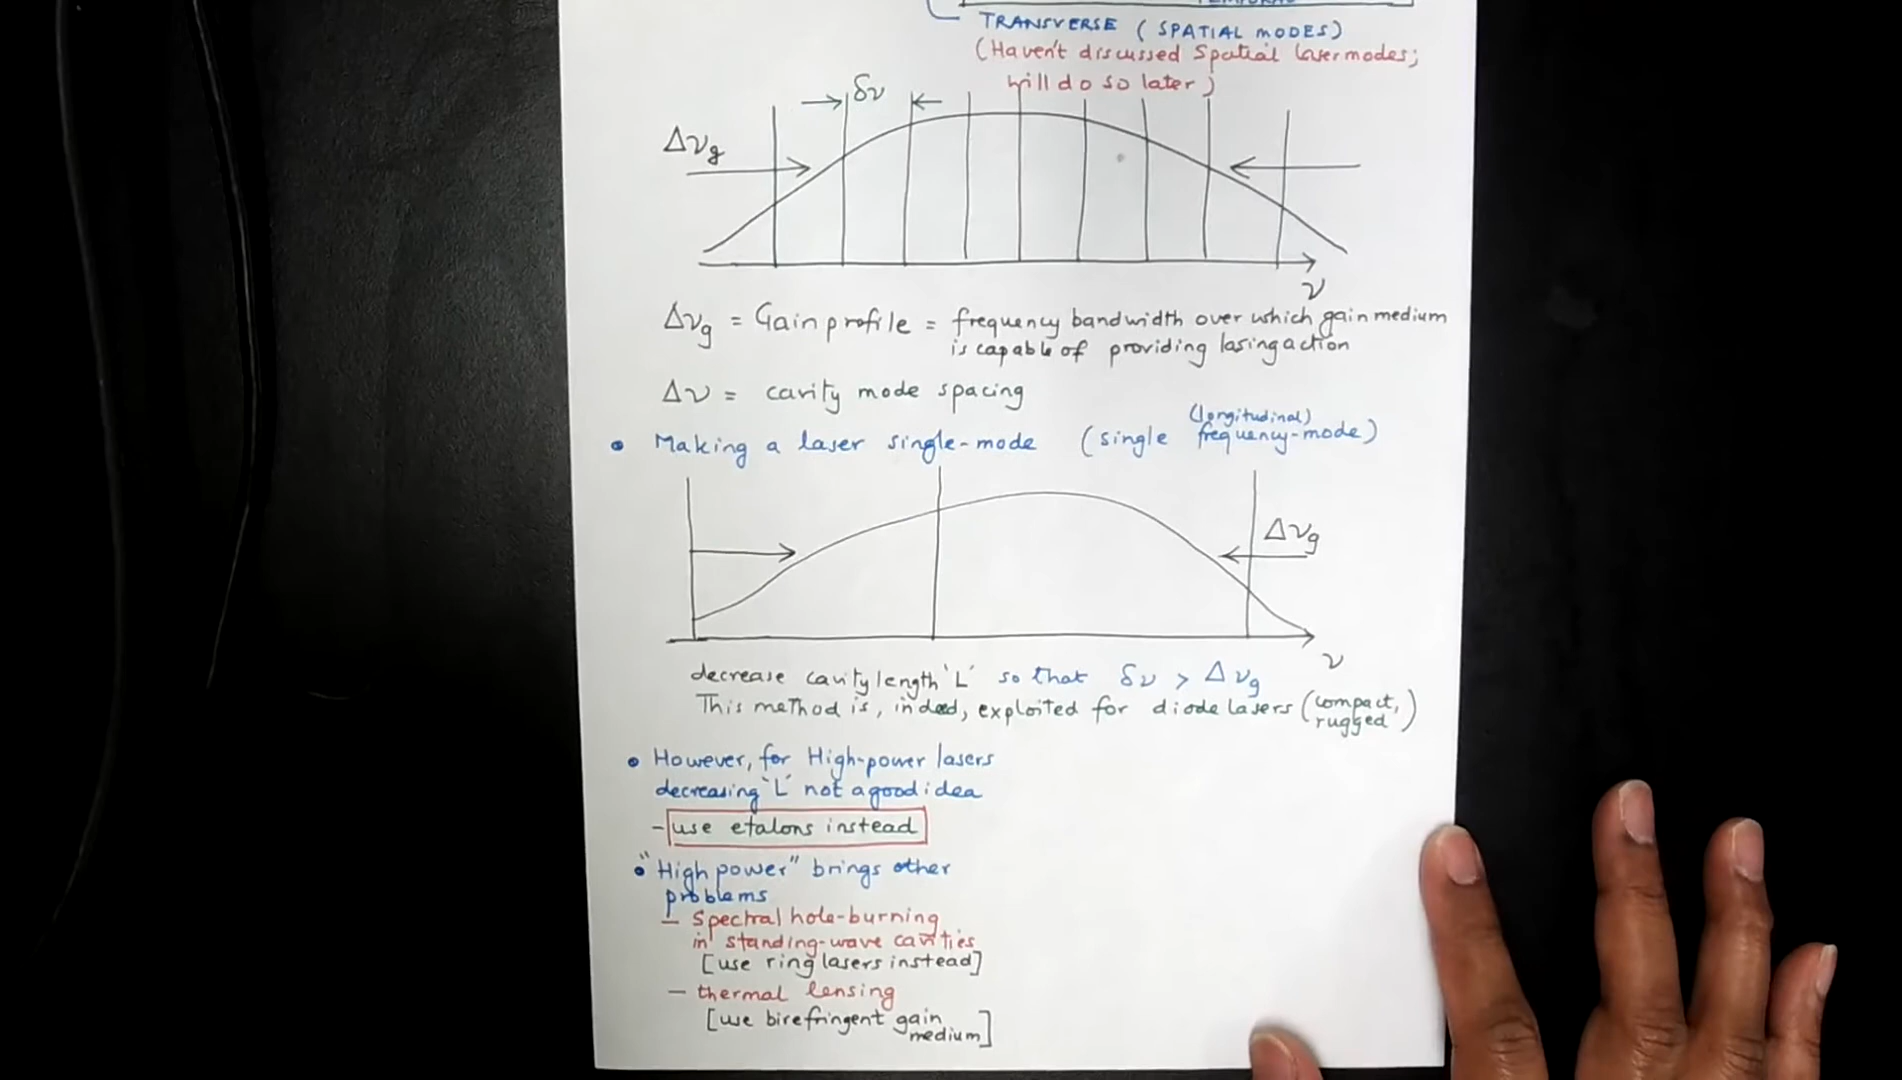 TRANSVERSE (SPATIAL MODES)
(Haven't discussed Spatial laser modes;
will do so later)
δν
Δνg
ν
Δνg = Gain profile = frequency bandwidth over which gain medium
is capable of providing lasing action
Δν = cavity mode spacing
(longitudinal)
• Making a laser single-mode (single frequency-mode)
Δνg
ν
decrease cavity length 'L' so that δν > Δνg
This method is, indeed, exploited for diode lasers (compact,
rugged)
• However, for High-power lasers
decreasing 'L' not a good idea
- use etalons instead
• "High power" brings other
problems
- Spectral hole-burning
in standing-wave cavities
[use ring lasers instead]
- thermal lensing
[use birefringent gain
medium]